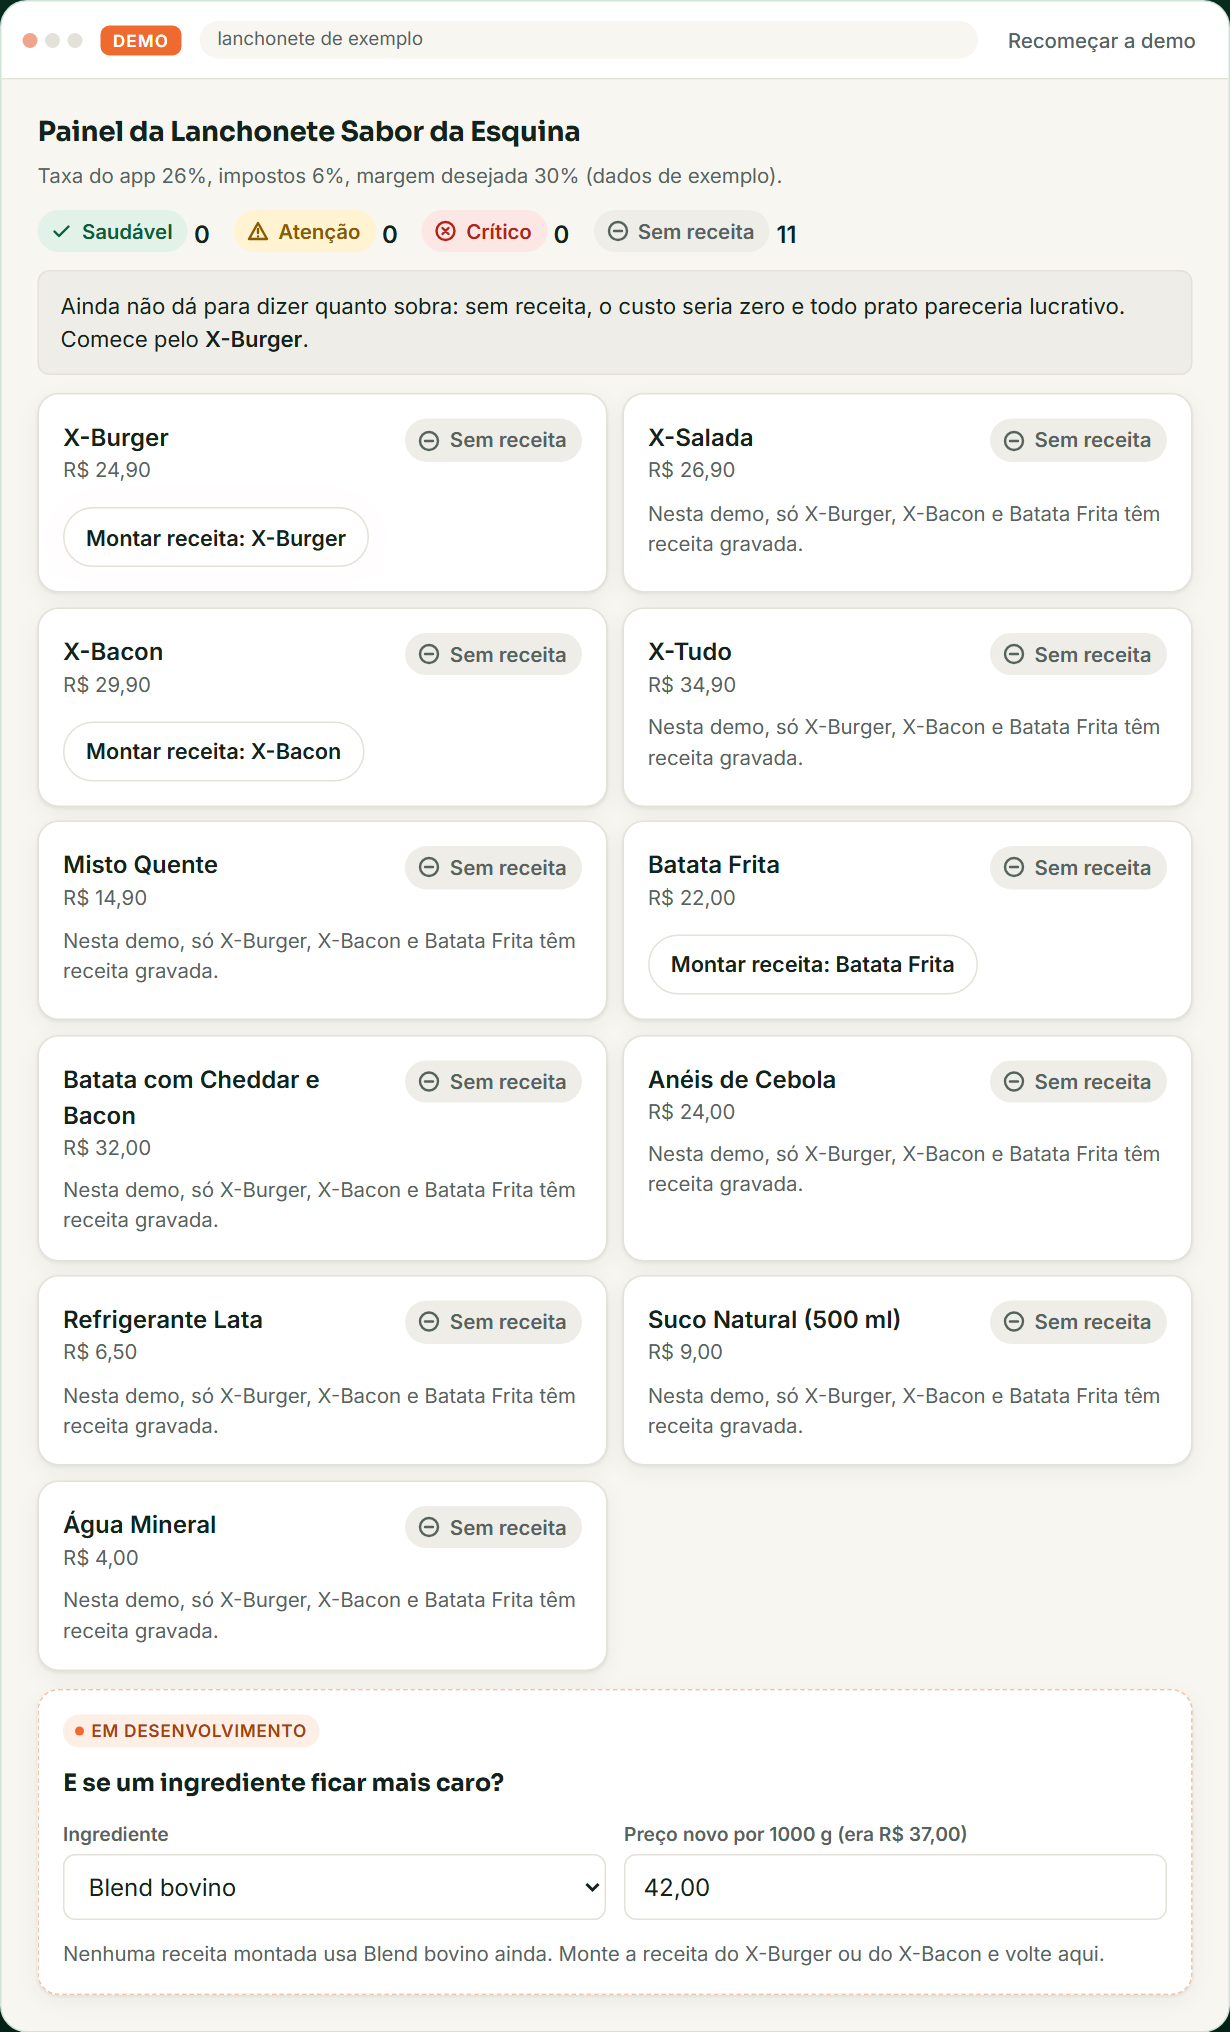 DEMO
lanchonete de exemplo
Recomeçar a demo
Painel da Lanchonete Sabor da Esquina
Taxa do app 26%, impostos 6%, margem desejada 30% (dados de exemplo).
Saudável 0 Atenção 0 Crítico 0 Sem receita 11
Ainda não dá para dizer quanto sobra: sem receita, o custo seria zero e todo prato pareceria lucrativo.
Comece pelo X-Burger.
X-Burger
Sem receita
R$ 24,90
Montar receita: X-Burger
X-Salada
Sem receita
R$ 26,90
Nesta demo, só X-Burger, X-Bacon e Batata Frita têm
receita gravada.
X-Bacon
Sem receita
R$ 29,90
Montar receita: X-Bacon
X-Tudo
Sem receita
R$ 34,90
Nesta demo, só X-Burger, X-Bacon e Batata Frita têm
receita gravada.
Misto Quente
Sem receita
R$ 14,90
Nesta demo, só X-Burger, X-Bacon e Batata Frita têm
receita gravada.
Batata Frita
Sem receita
R$ 22,00
Montar receita: Batata Frita
Batata com Cheddar e
Bacon
Sem receita
R$ 32,00
Nesta demo, só X-Burger, X-Bacon e Batata Frita têm
receita gravada.
Anéis de Cebola
Sem receita
R$ 24,00
Nesta demo, só X-Burger, X-Bacon e Batata Frita têm
receita gravada.
Refrigerante Lata
Sem receita
R$ 6,50
Nesta demo, só X-Burger, X-Bacon e Batata Frita têm
receita gravada.
Suco Natural (500 ml)
Sem receita
R$ 9,00
Nesta demo, só X-Burger, X-Bacon e Batata Frita têm
receita gravada.
Água Mineral
Sem receita
R$ 4,00
Nesta demo, só X-Burger, X-Bacon e Batata Frita têm
receita gravada.
EM DESENVOLVIMENTO
E se um ingrediente ficar mais caro?
Ingrediente
Blend bovino
Preço novo por 1000 g (era R$ 37,00)
42,00
Nenhuma receita montada usa Blend bovino ainda. Monte a receita do X-Burger ou do X-Bacon e volte aqui.